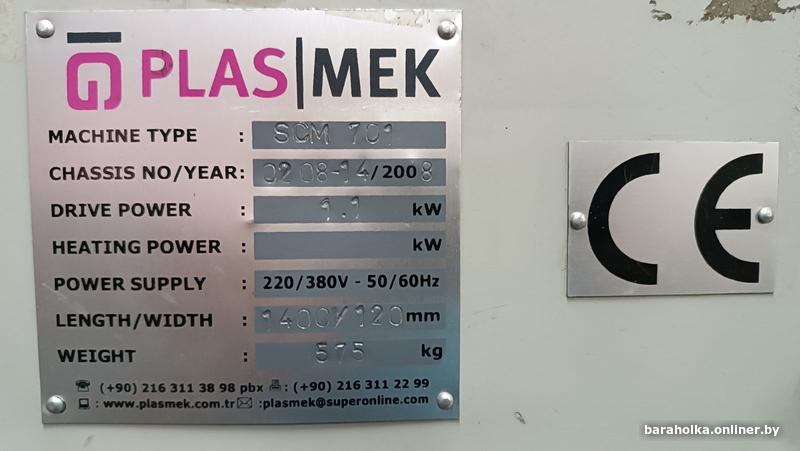 PLAS|MEK
MACHINE TYPE : SCM 701
CHASSIS NO/YEAR: 0208-14/2008
DRIVE POWER : 1.1 kW
HEATING POWER : kW
POWER SUPPLY : 220/380V - 50/60Hz
LENGTH/WIDTH : 1400/120mm
WEIGHT : 575 kg
(+90) 216 311 38 98 pbx : (+90) 216 311 22 99
: www.plasmek.com.tr :plasmek@superonline.com
CE
baraholka.onliner.by